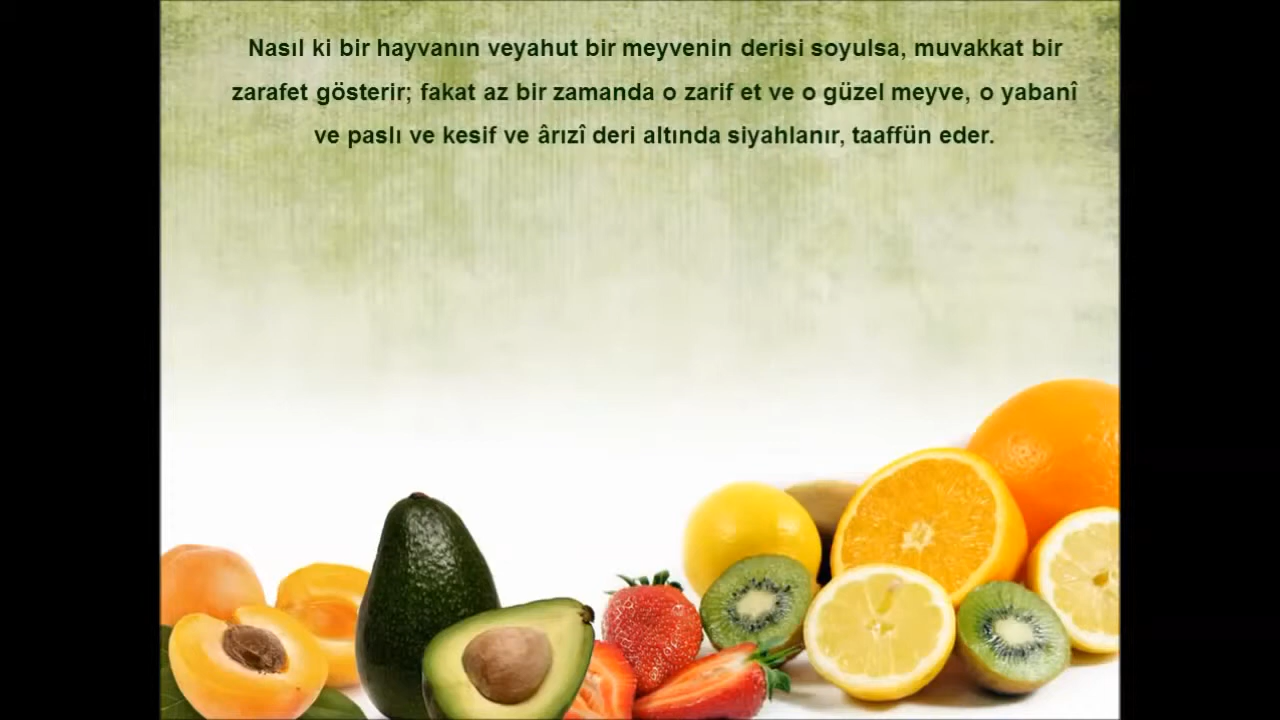 Nasıl ki bir hayvanın veyahut bir meyvenin derisi soyulsa, muvakkat bir
zarafet gösterir; fakat az bir zamanda o zarif et ve o güzel meyve, o yabanî
ve paslı ve kesif ve ârızî deri altında siyahlanır, taaffün eder.